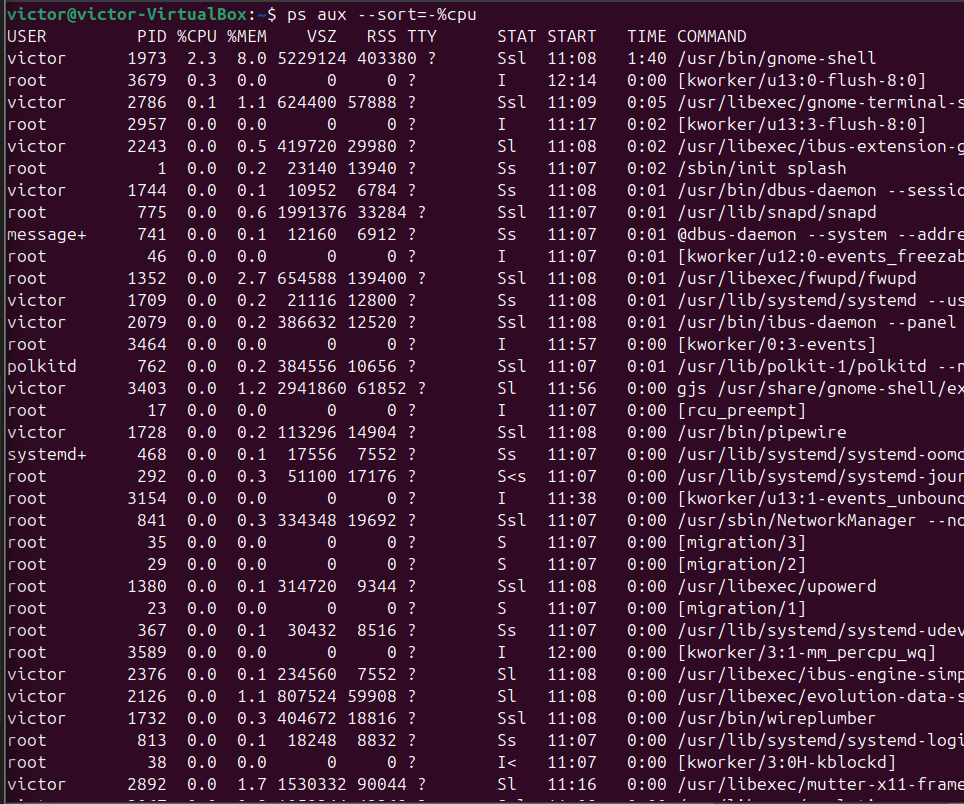 victor@victor-VirtualBox:~$ ps aux --sort=-%cpu
USER         PID %CPU %MEM    VSZ   RSS TTY      STAT START   TIME COMMAND
victor      1973  2.3  8.0 5229124 403380 ?      Ssl  11:08   1:40 /usr/bin/gnome-shell
root        3679  0.3  0.0      0     0 ?        I    12:14   0:00 [kworker/u13:0-flush-8:0]
victor      2786  0.1  1.1 624400 57888 ?        Ssl  11:09   0:05 /usr/libexec/gnome-terminal-s
root        2957  0.0  0.0      0     0 ?        I    11:17   0:02 [kworker/u13:3-flush-8:0]
victor      2243  0.0  0.5 419720 29980 ?        Sl   11:08   0:02 /usr/libexec/ibus-extension-g
root           1  0.0  0.2  23140 13940 ?        Ss   11:07   0:02 /sbin/init splash
victor      1744  0.0  0.1  10952  6784 ?        Ss   11:08   0:01 /usr/bin/dbus-daemon --sessio
root         775  0.0  0.6 1991376 33284 ?       Ssl  11:07   0:01 /usr/lib/snapd/snapd
message+     741  0.0  0.1  12160  6912 ?        Ss   11:07   0:01 @dbus-daemon --system --addre
root          46  0.0  0.0      0     0 ?        I    11:07   0:01 [kworker/u12:0-events_freezab
root        1352  0.0  2.7 654588 139400 ?       Ssl  11:08   0:01 /usr/libexec/fwupd/fwupd
victor      1709  0.0  0.2  21116 12800 ?        Ss   11:08   0:01 /usr/lib/systemd/systemd --us
victor      2079  0.0  0.2 386632 12520 ?        Ssl  11:08   0:01 /usr/bin/ibus-daemon --panel
root        3464  0.0  0.0      0     0 ?        I    11:57   0:00 [kworker/0:3-events]
polkitd      762  0.0  0.2 384556 10656 ?        Ssl  11:07   0:01 /usr/lib/polkit-1/polkitd --n
victor      3403  0.0  1.2 2941860 61852 ?       Sl   11:56   0:00 gjs /usr/share/gnome-shell/ex
root          17  0.0  0.0      0     0 ?        I    11:07   0:00 [rcu_preempt]
victor      1728  0.0  0.2 113296 14904 ?        Ssl  11:08   0:00 /usr/bin/pipewire
systemd+     468  0.0  0.1  17556  7552 ?        Ss   11:07   0:00 /usr/lib/systemd/systemd-oomd
root         292  0.0  0.3  51100 17176 ?        S<s  11:07   0:00 /usr/lib/systemd/systemd-jour
root        3154  0.0  0.0      0     0 ?        I    11:38   0:00 [kworker/u13:1-events_unbounc
root         841  0.0  0.3 334348 19692 ?        Ssl  11:07   0:00 /usr/sbin/NetworkManager --no
root          35  0.0  0.0      0     0 ?        S    11:07   0:00 [migration/3]
root          29  0.0  0.0      0     0 ?        S    11:07   0:00 [migration/2]
root        1380  0.0  0.1 314720  9344 ?        Ssl  11:08   0:00 /usr/libexec/upowerd
root          23  0.0  0.0      0     0 ?        S    11:07   0:00 [migration/1]
root         367  0.0  0.1  30432  8516 ?        Ss   11:07   0:00 /usr/lib/systemd/systemd-udev
root        3589  0.0  0.0      0     0 ?        I    12:00   0:00 [kworker/3:1-mm_percpu_wq]
victor      2376  0.0  0.1 234560  7552 ?        Sl   11:08   0:00 /usr/libexec/ibus-engine-simp
victor      2126  0.0  1.1 807524 59908 ?        Sl   11:08   0:00 /usr/libexec/evolution-data-s
victor      1732  0.0  0.3 404672 18816 ?        Ssl  11:08   0:00 /usr/bin/wireplumber
root         813  0.0  0.1  18248  8832 ?        Ss   11:07   0:00 /usr/lib/systemd/systemd-logi
root          38  0.0  0.0      0     0 ?        I<   11:07   0:00 [kworker/3:0H-kblockd]
victor      2892  0.0  1.7 1530332 90044 ?       Sl   11:16   0:00 /usr/libexec/mutter-x11-frame